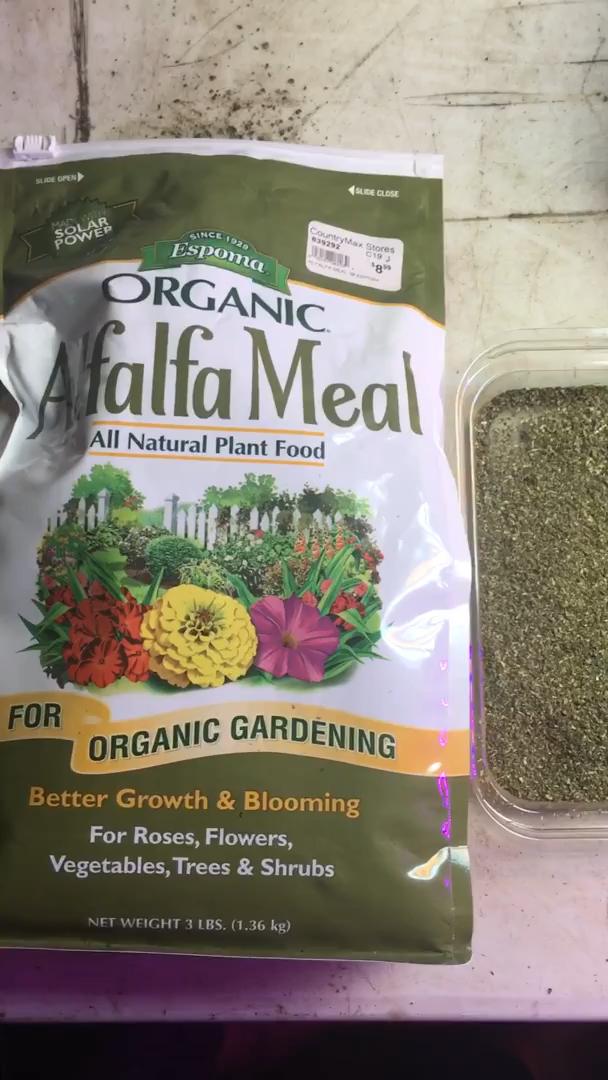 SLIDE OPEN
SLIDE CLOSE
SOLAR
POWER
SINCE 1929
Espoma
CountryMax Stores
839292
C19 J
$8.99
ORGANIC
Alfalfa Meal
All Natural Plant Food
FOR
ORGANIC GARDENING
Better Growth & Blooming
For Roses, Flowers,
Vegetables, Trees & Shrubs
NET WEIGHT 3 LBS. (1.36 kg)